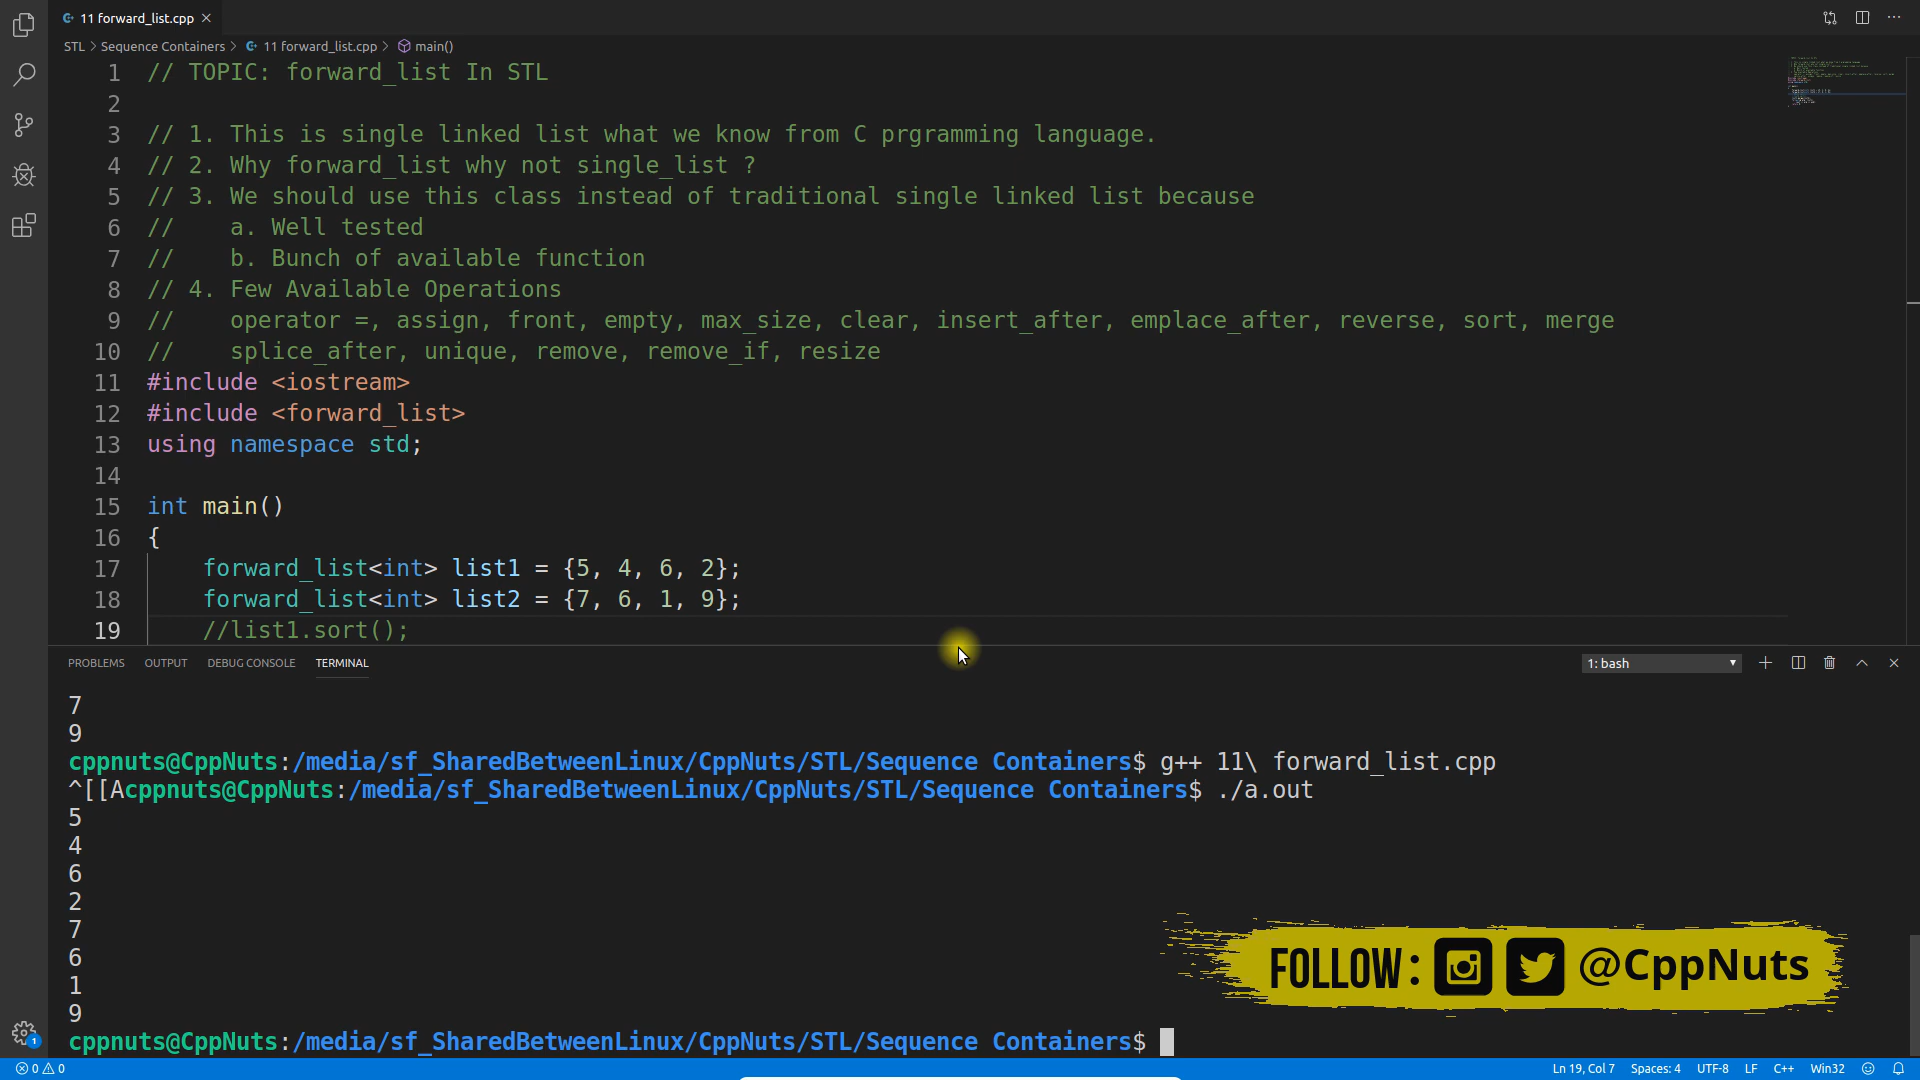 11 forward_list.cpp
STL > Sequence Containers > 11 forward_list.cpp > main()
1 // TOPIC: forward_list In STL
2
3 // 1. This is single linked list what we know from C prgramming language.
4 // 2. Why forward_list why not single_list ?
5 // 3. We should use this class instead of traditional single linked list because
6 //    a. Well tested
7 //    b. Bunch of available function
8 // 4. Few Available Operations
9 //    operator =, assign, front, empty, max_size, clear, insert_after, emplace_after, reverse, sort, merge
10 //    splice_after, unique, remove, remove_if, resize
11 #include <iostream>
12 #include <forward_list>
13 using namespace std;
14
15 int main()
16 {
17     forward_list<int> list1 = {5, 4, 6, 2};
18     forward_list<int> list2 = {7, 6, 1, 9};
19     //list1.sort();
PROBLEMS OUTPUT DEBUG CONSOLE TERMINAL 1: bash
7
9
cppnuts@CppNuts:/media/sf_SharedBetweenLinux/CppNuts/STL/Sequence Containers$ g++ 11\ forward_list.cpp
^[[Acppnuts@CppNuts:/media/sf_SharedBetweenLinux/CppNuts/STL/Sequence Containers$ ./a.out
5
4
6
2
7
6
1
9
FOLLOW: @CppNuts
cppnuts@CppNuts:/media/sf_SharedBetweenLinux/CppNuts/STL/Sequence Containers$
1
0 0 Ln 19, Col 7 Spaces: 4 UTF-8 LF C++ Win32